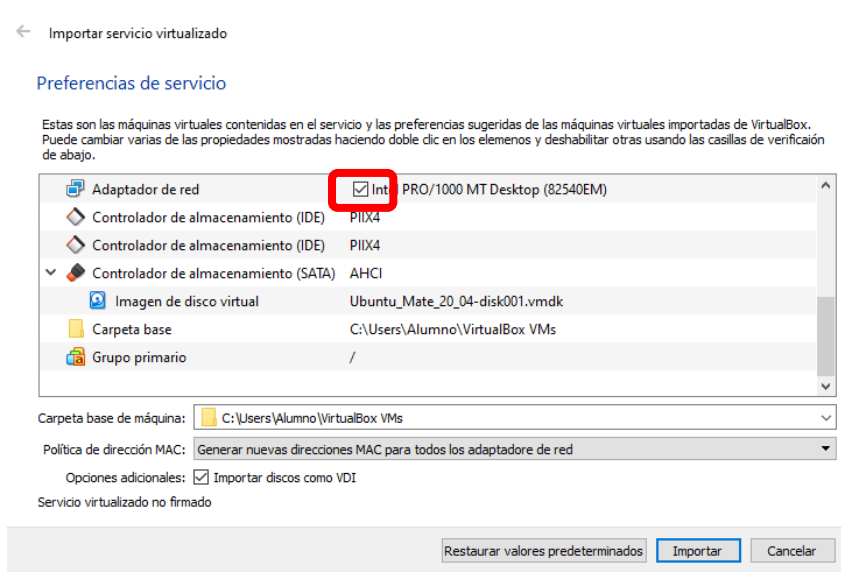 Importar servicio virtualizado
Preferencias de servicio
Estas son las máquinas virtuales contenidas en el servicio y las preferencias sugeridas de las máquinas virtuales importadas de VirtualBox.
Puede cambiar varias de las propiedades mostradas haciendo doble clic en los elemenos y deshabilitar otras usando las casillas de verificaión
de abajo.
Adaptador de red Intel PRO/1000 MT Desktop (82540EM)
Controlador de almacenamiento (IDE) PIIX4
Controlador de almacenamiento (IDE) PIIX4
Controlador de almacenamiento (SATA) AHCI
Imagen de disco virtual Ubuntu_Mate_20_04-disk001.vmdk
Carpeta base C:\Users\Alumno\VirtualBox VMs
Grupo primario /
Carpeta base de máquina: C:\Users\Alumno\VirtualBox VMs
Política de dirección MAC: Generar nuevas direcciones MAC para todos los adaptadore de red
Opciones adicionales: Importar discos como VDI
Servicio virtualizado no firmado
Restaurar valores predeterminados Importar Cancelar